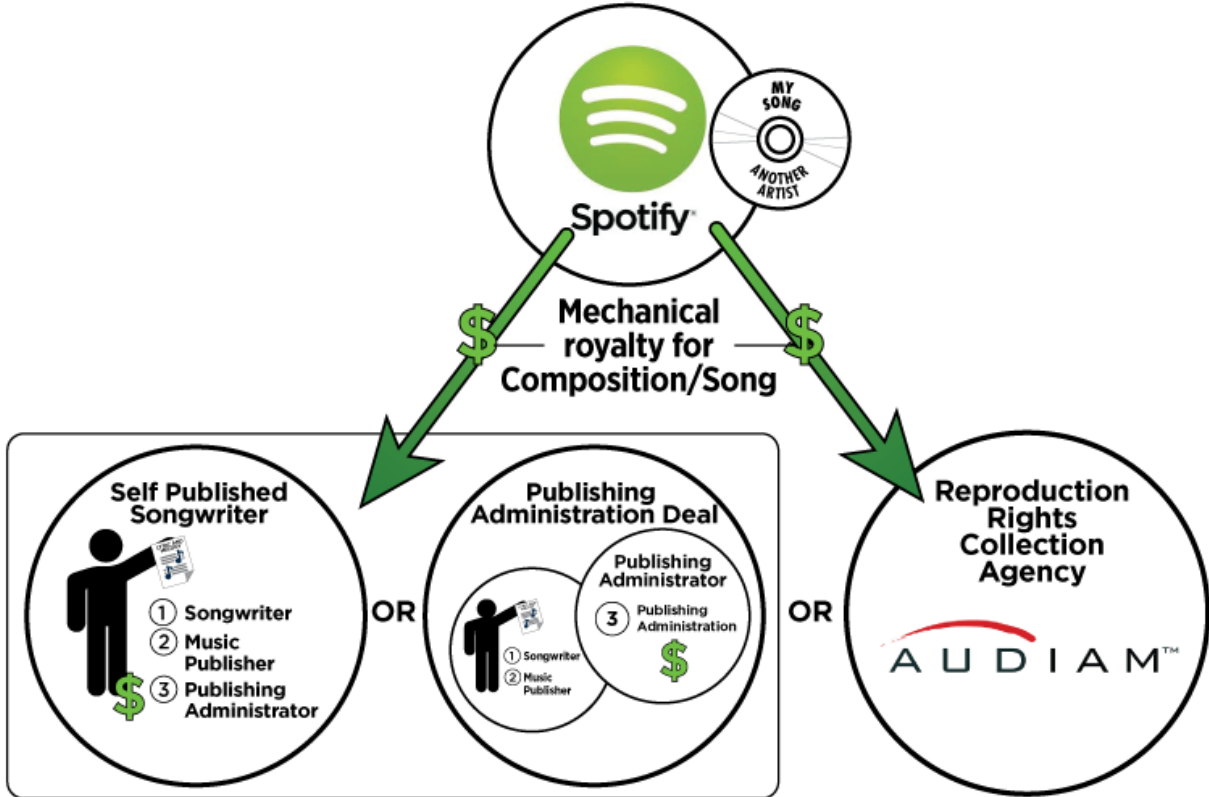 MY
SONG
ANOTHER
ARTIST
Spotify
$
$
Mechanical
royalty for
Composition/Song
Self Published
Songwriter
1 Songwriter
2 Music
Publisher
$
3 Publishing
Administrator
OR
Publishing
Administration Deal
1 Songwriter
2 Music
Publisher
Publishing
Administrator
3 Publishing
Administration
$
OR
Reproduction
Rights
Collection
Agency
AUDIAM™